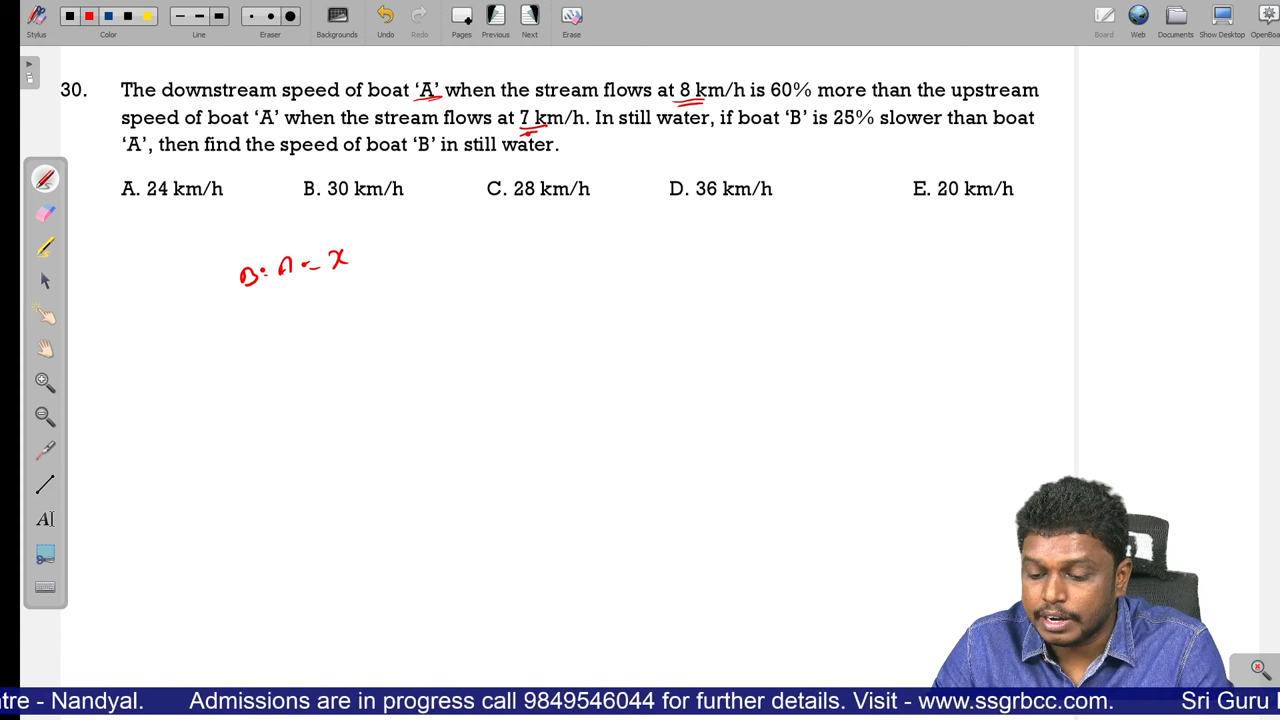 Stylus
Color
Line
Eraser
Backgrounds
Undo
Redo
Pages
Previous
Next
Erase
Board
Web
Documents
Show Desktop
OpenBoa
30. The downstream speed of boat ‘A’ when the stream flows at 8 km/h is 60% more than the upstream
speed of boat ‘A’ when the stream flows at 7 km/h. In still water, if boat ‘B’ is 25% slower than boat
‘A’, then find the speed of boat ‘B’ in still water.
A. 24 km/h B. 30 km/h C. 28 km/h D. 36 km/h E. 20 km/h
B: A - x
ntre - Nandyal. Admissions are in progress call 9849546044 for further details. Visit - www.ssgrbcc.com. Sri Guru